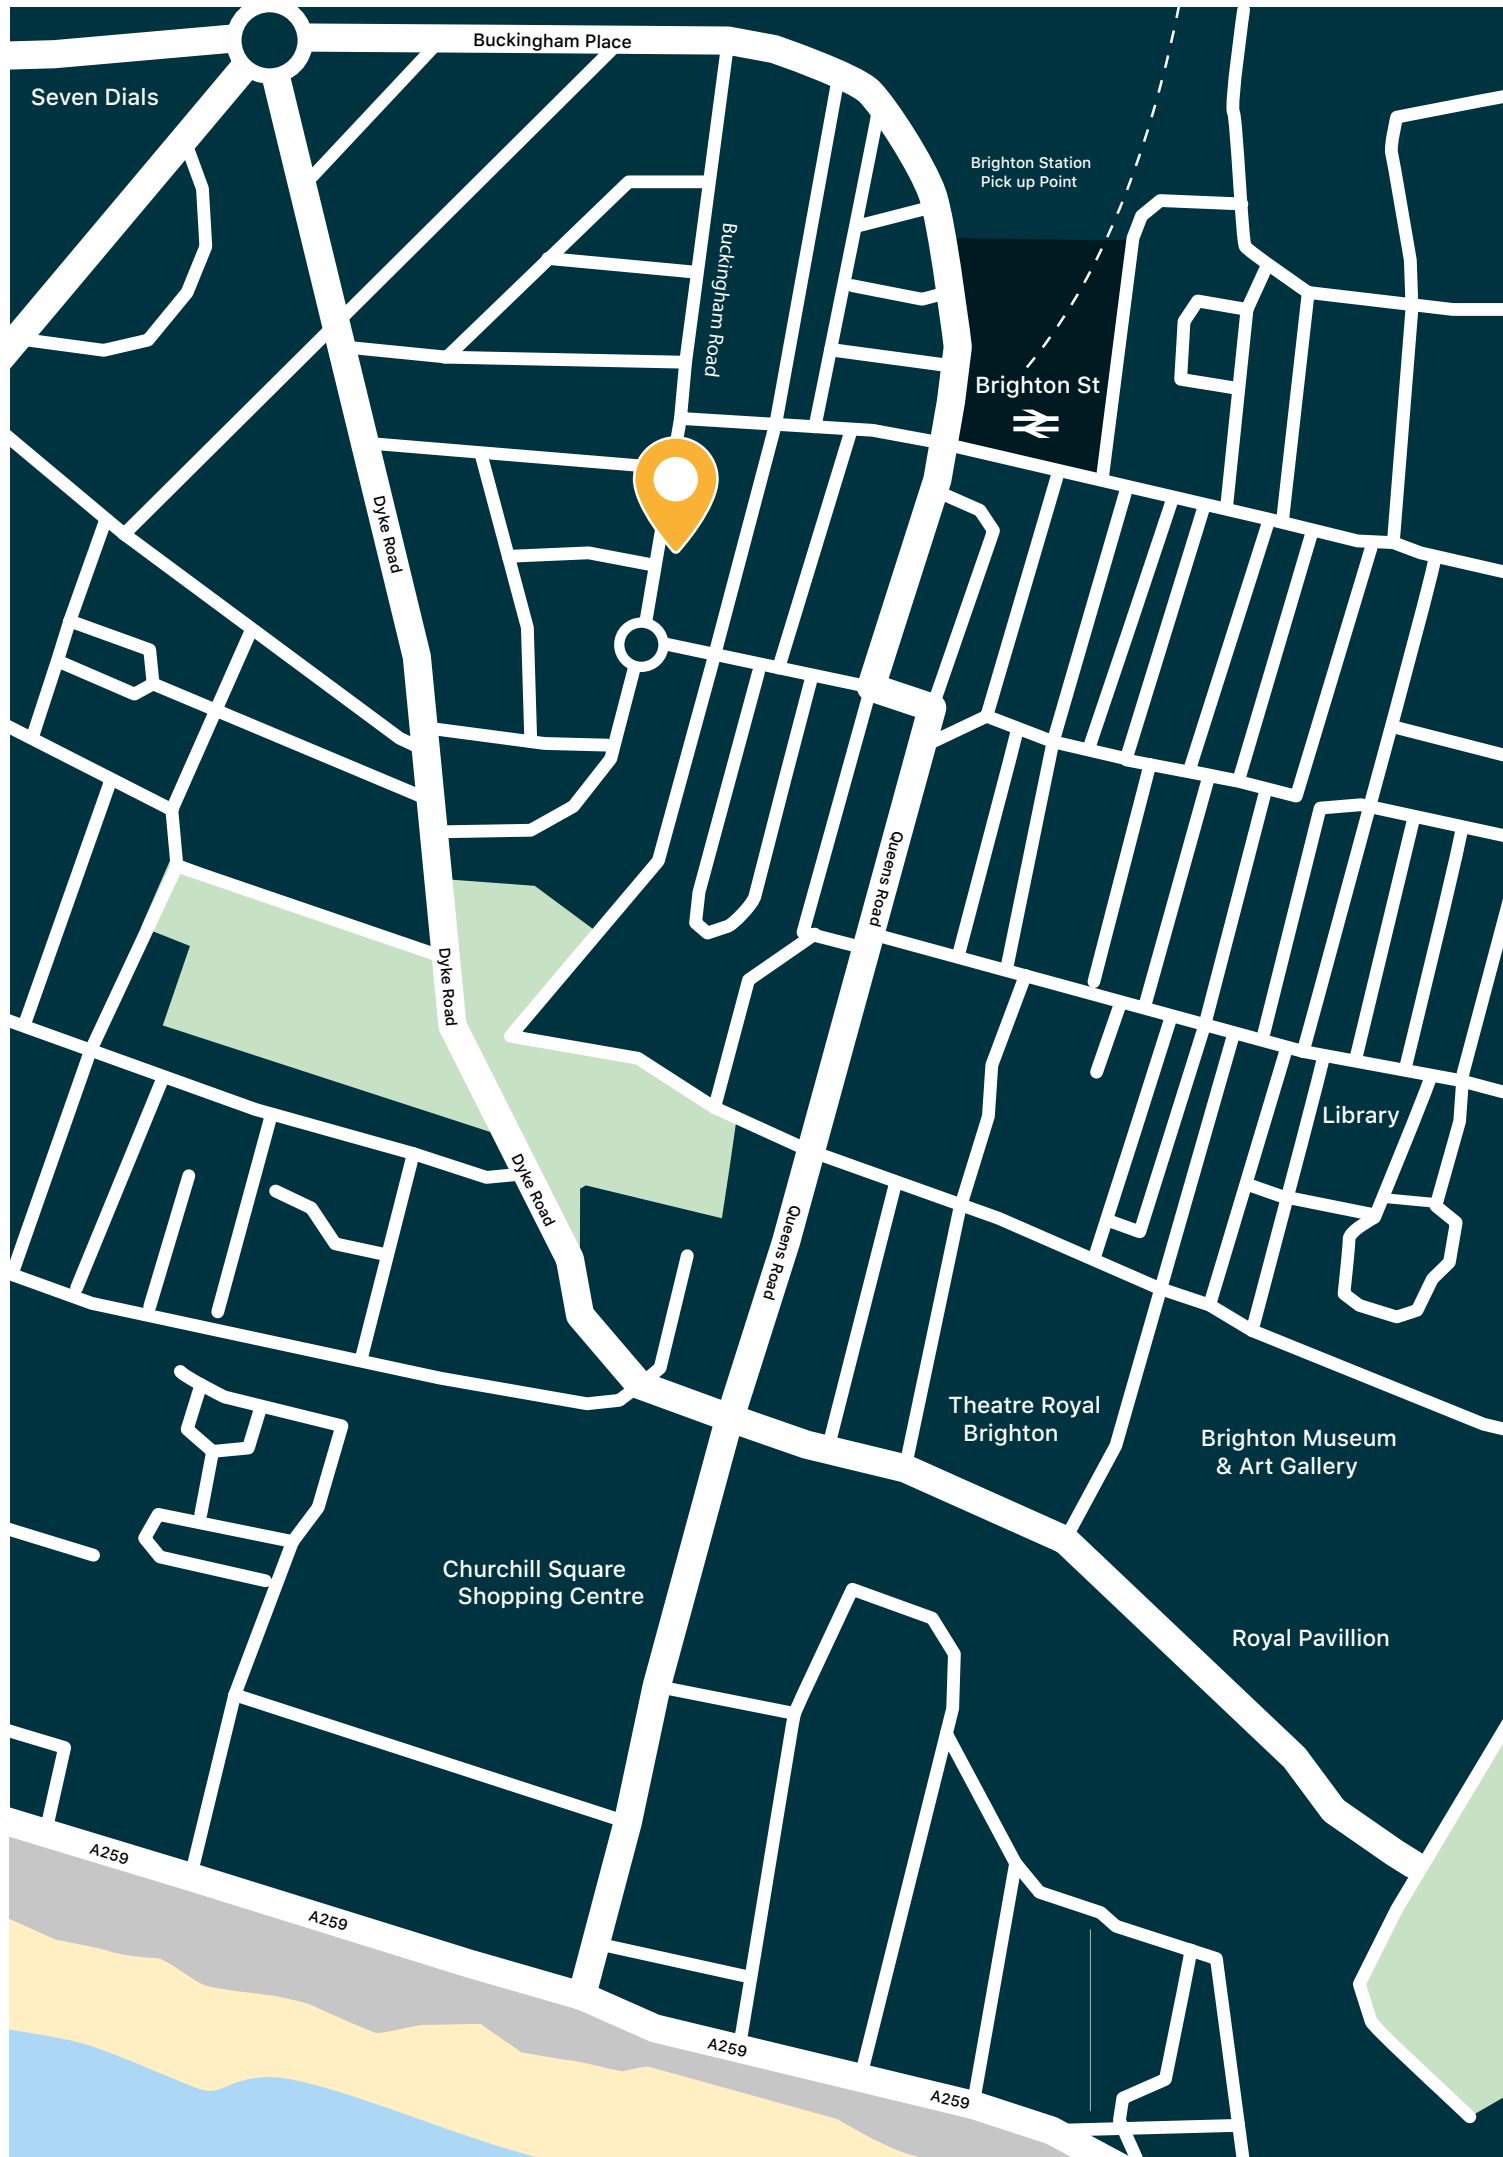 Buckingham Place
Seven Dials
Brighton Station
Pick up Point
Buckingham Road
Brighton St
Dyke Road
Queens Road
Dyke Road
Library
Dyke Road
Queens Road
Theatre Royal
Brighton
Brighton Museum
& Art Gallery
Churchill Square
Shopping Centre
Royal Pavillion
A259
A259
A259
A259